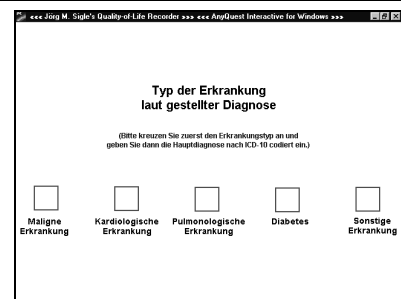 ««« Jörg M. Sigle's Quality-of-Life Recorder »»» ««« AnyQuest Interactive for Windows »»»
Typ der Erkrankung
laut gestellter Diagnose
(Bitte kreuzen Sie zuerst den Erkrankungstyp an und
geben Sie dann die Hauptdiagnose nach ICD-10 codiert ein.)
Maligne Erkrankung
Kardiologische Erkrankung
Pulmonologische Erkrankung
Diabetes
Sonstige Erkrankung